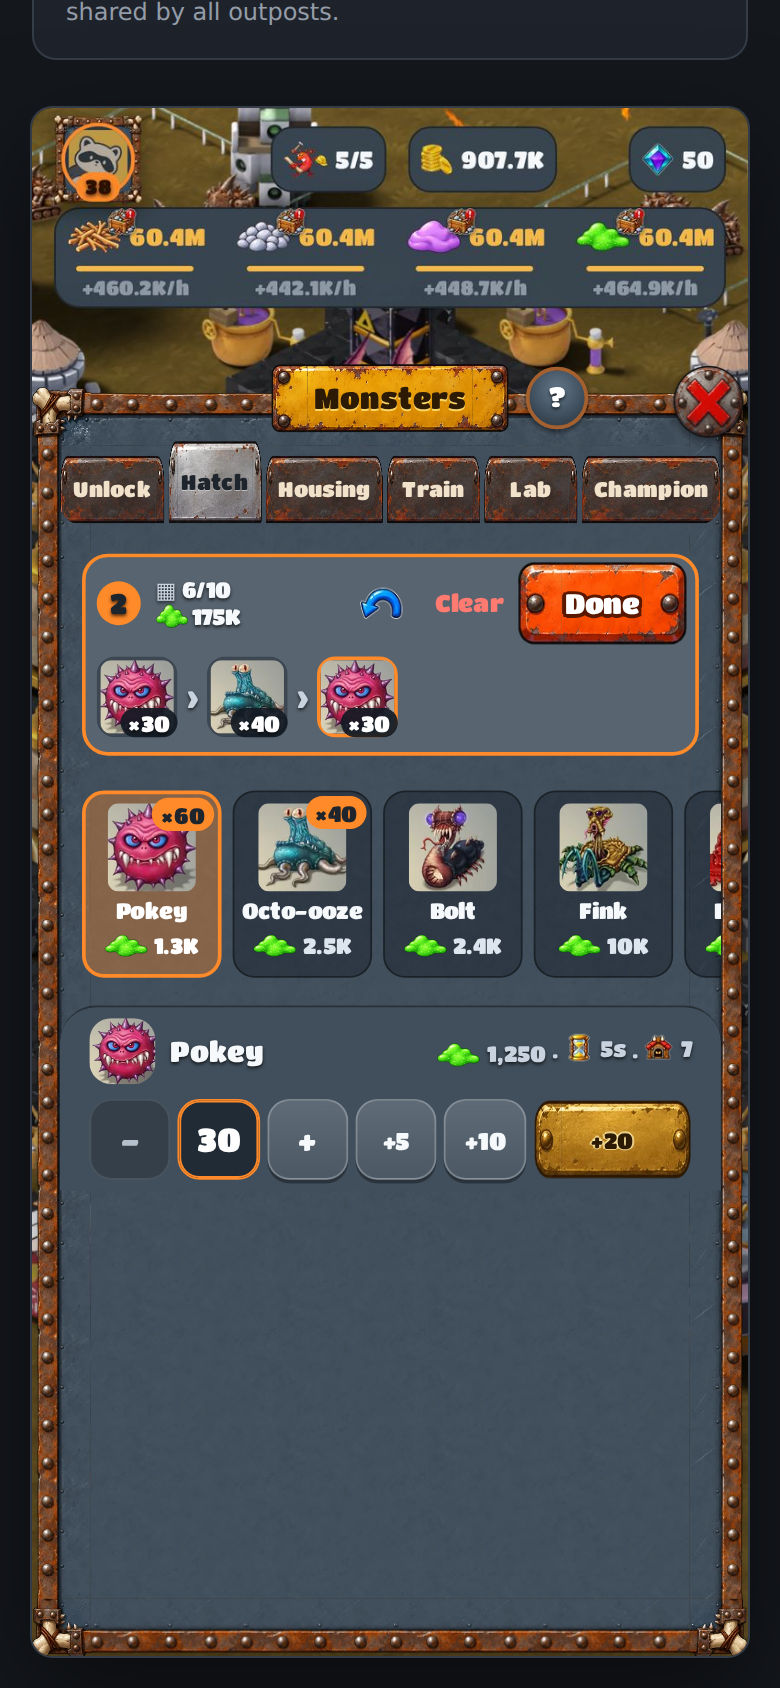 shared by all outposts.
38
5/5
907.7K
50
60.4M
60.4M
60.4M
60.4M
+460.2K/h
+442.1K/h
+448.7K/h
+464.9K/h
Monsters
?
Unlock
Hatch
Housing
Train
Lab
Champion
2
6/10
175K
Clear
Done
×30
×40
×30
×60
×40
Pokey
Octo-ooze
Bolt
Fink
1.3K
2.5K
2.4K
10K
Pokey
1,250 · 5s · 7
-
30
+
+5
+10
+20